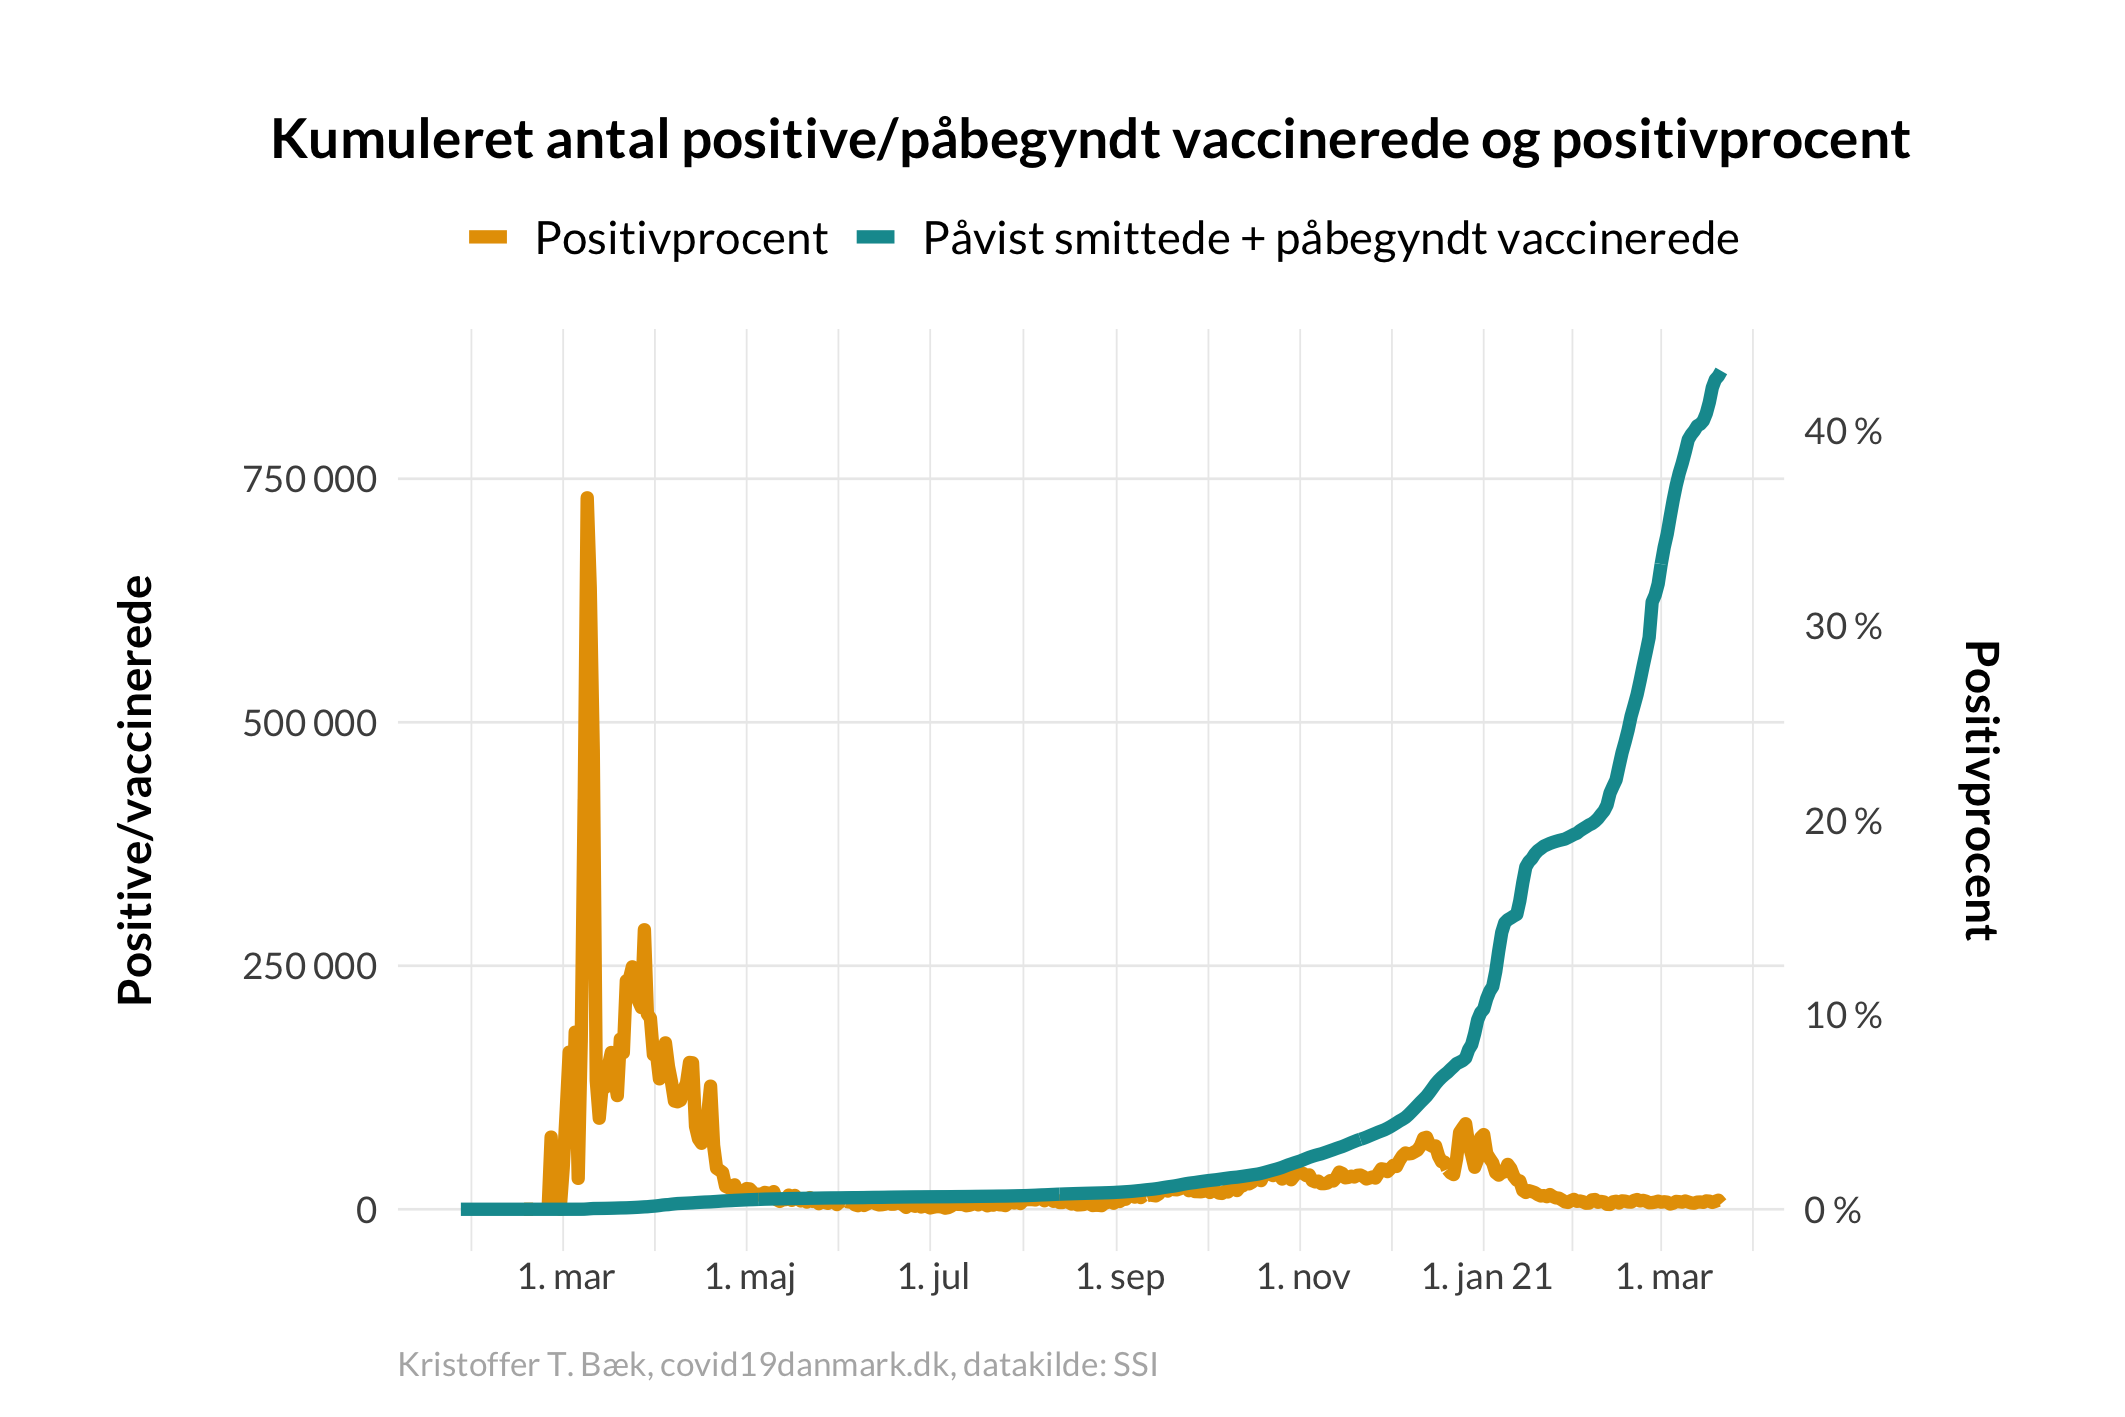 Kumuleret antal positive/påbegyndt vaccinerede og positivprocent
Positivprocent
Påvist smittede + påbegyndt vaccinerede
Positive/vaccinerede
750 000
500 000
250 000
0
40 %
30 %
20 %
10 %
0 %
Positivprocent
1. mar
1. maj
1. jul
1. sep
1. nov
1. jan 21
1. mar
Kristoffer T. Bæk, covid19danmark.dk, datakilde: SSI